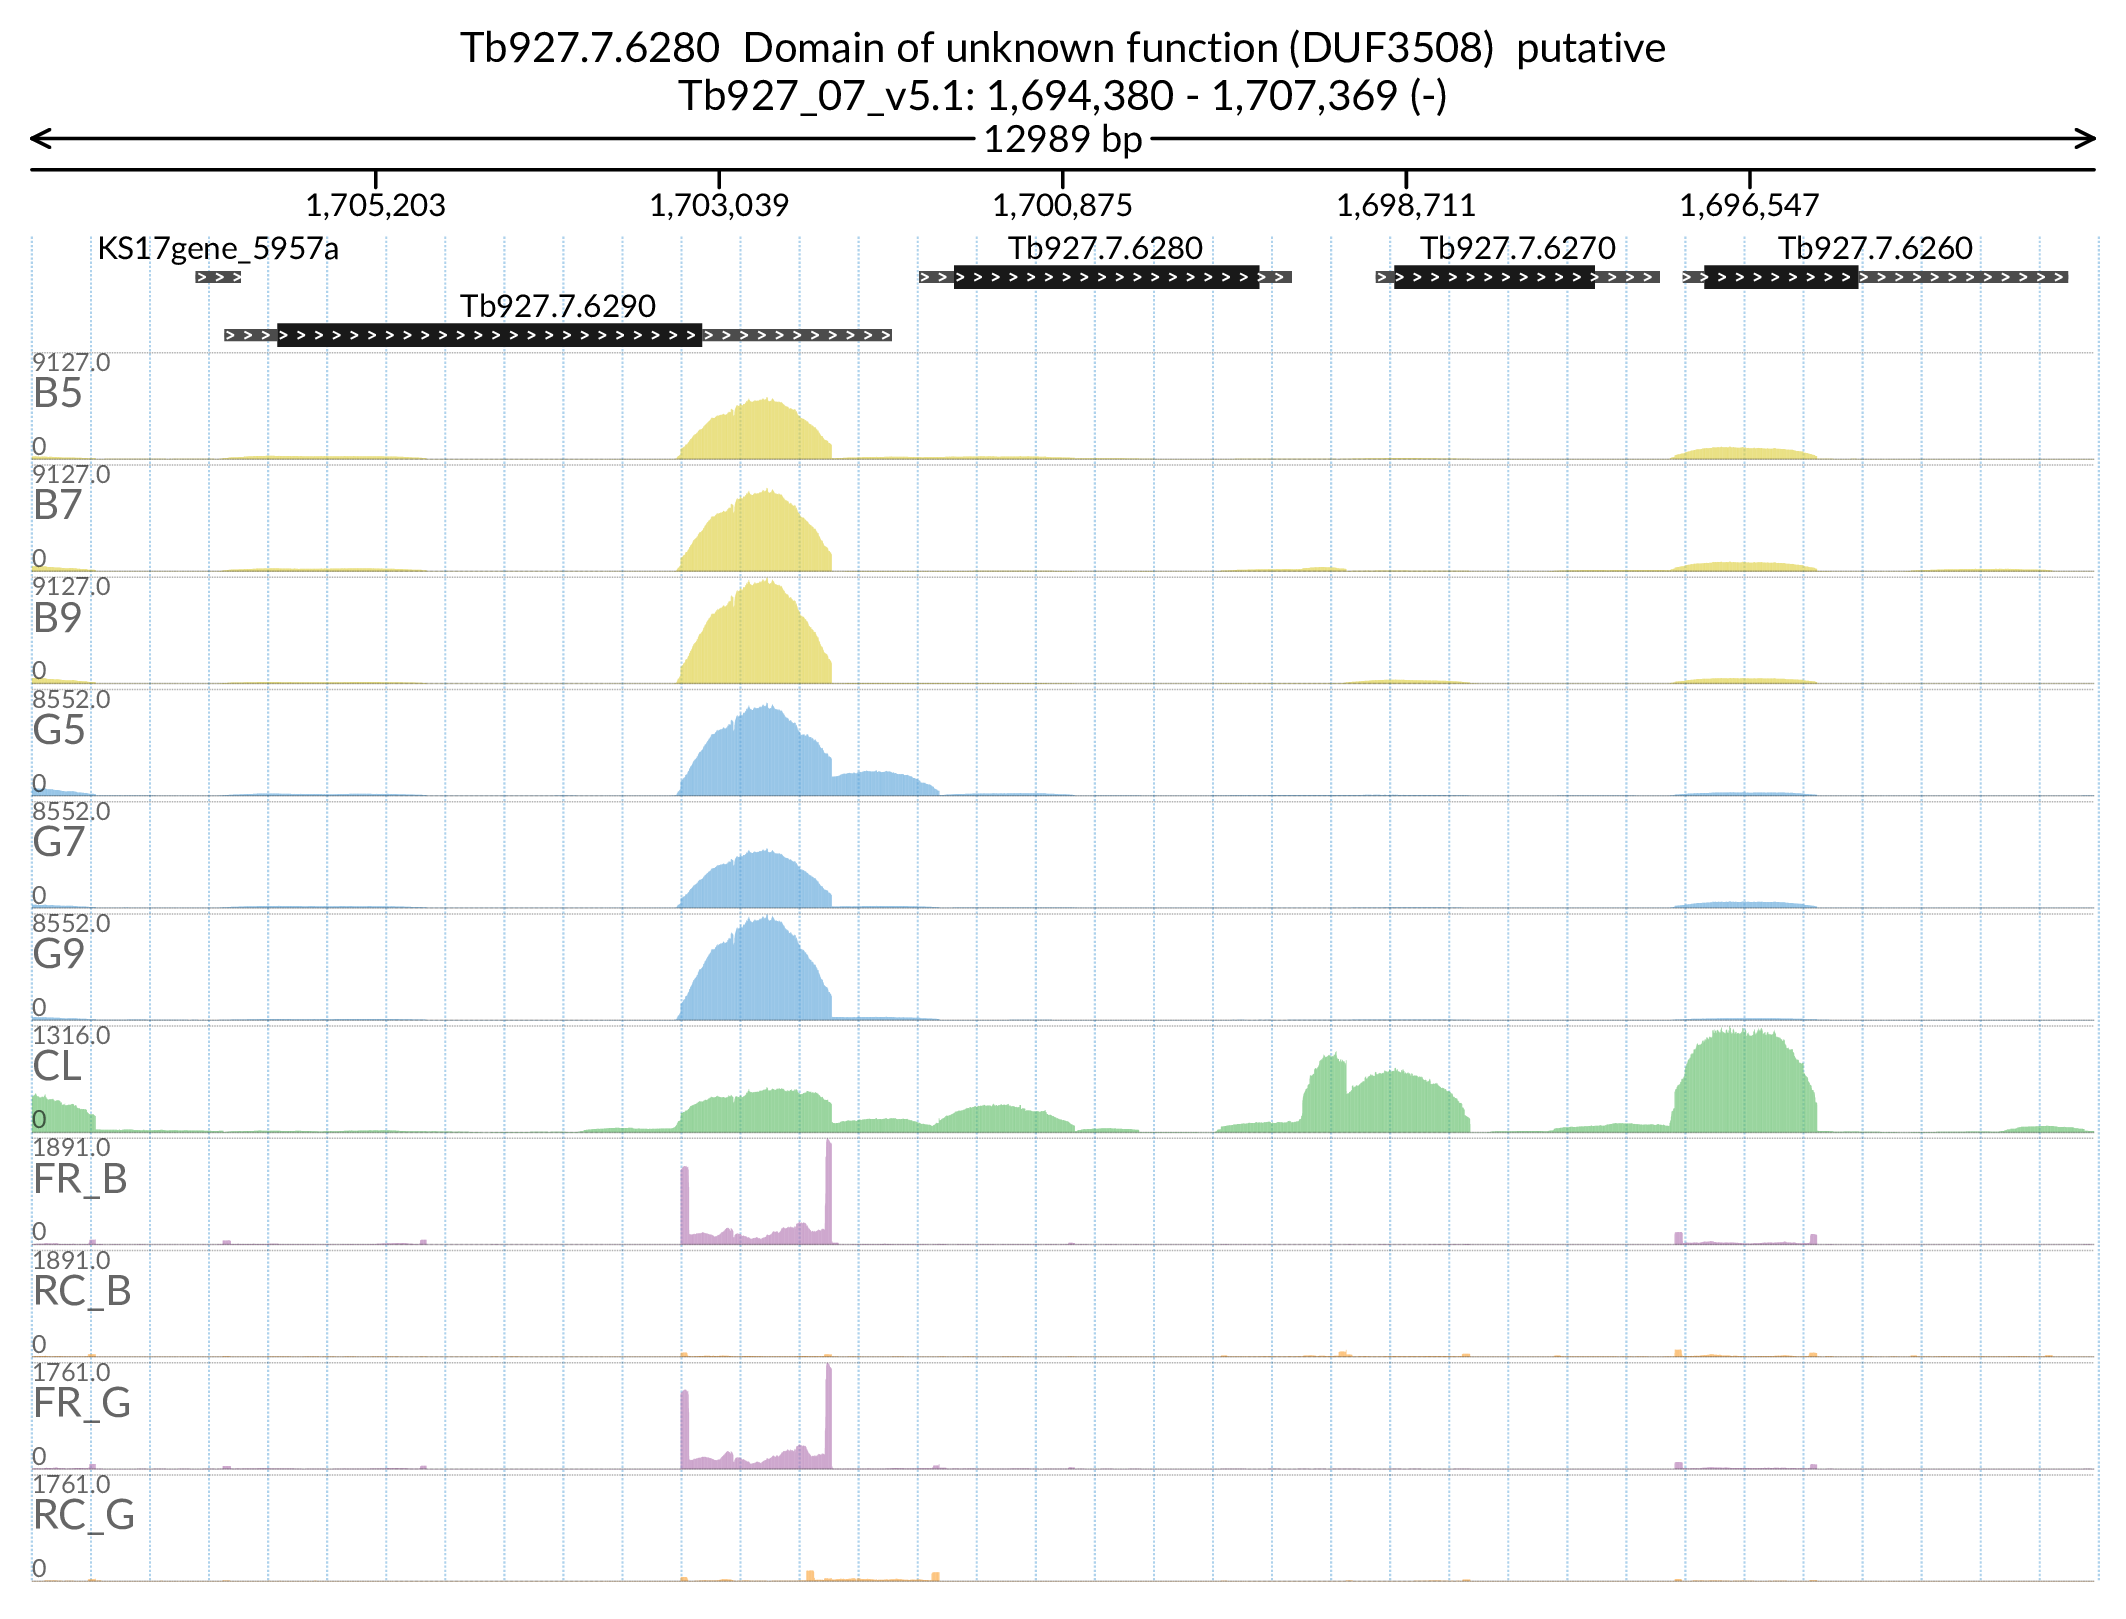 Tb927.7.6280  Domain of unknown function (DUF3508)  putative
Tb927_07_v5.1: 1,694,380 - 1,707,369 (-)
12989 bp
1,705,203 1,703,039 1,700,875 1,698,711 1,696,547
KS17gene_5957a Tb927.7.6280 Tb927.7.6270 Tb927.7.6260
Tb927.7.6290
9127.0
B5
0
9127.0
B7
0
9127.0
B9
0
8552.0
G5
0
8552.0
G7
0
8552.0
G9
0
1316.0
CL
0
1891.0
FR_B
0
1891.0
RC_B
0
1761.0
FR_G
0
1761.0
RC_G
0